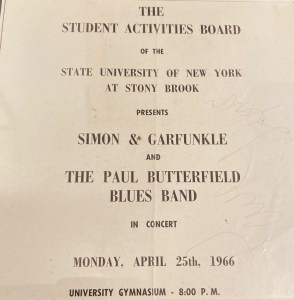 THE
STUDENT ACTIVITIES BOARD
OF THE
STATE UNIVERSITY OF NEW YORK
AT STONY BROOK
PRESENTS
SIMON & GARFUNKLE
AND
THE PAUL BUTTERFIELD
BLUES BAND
IN CONCERT
MONDAY, APRIL 25th, 1966
UNIVERSITY GYMNASIUM - 8:00 P. M.